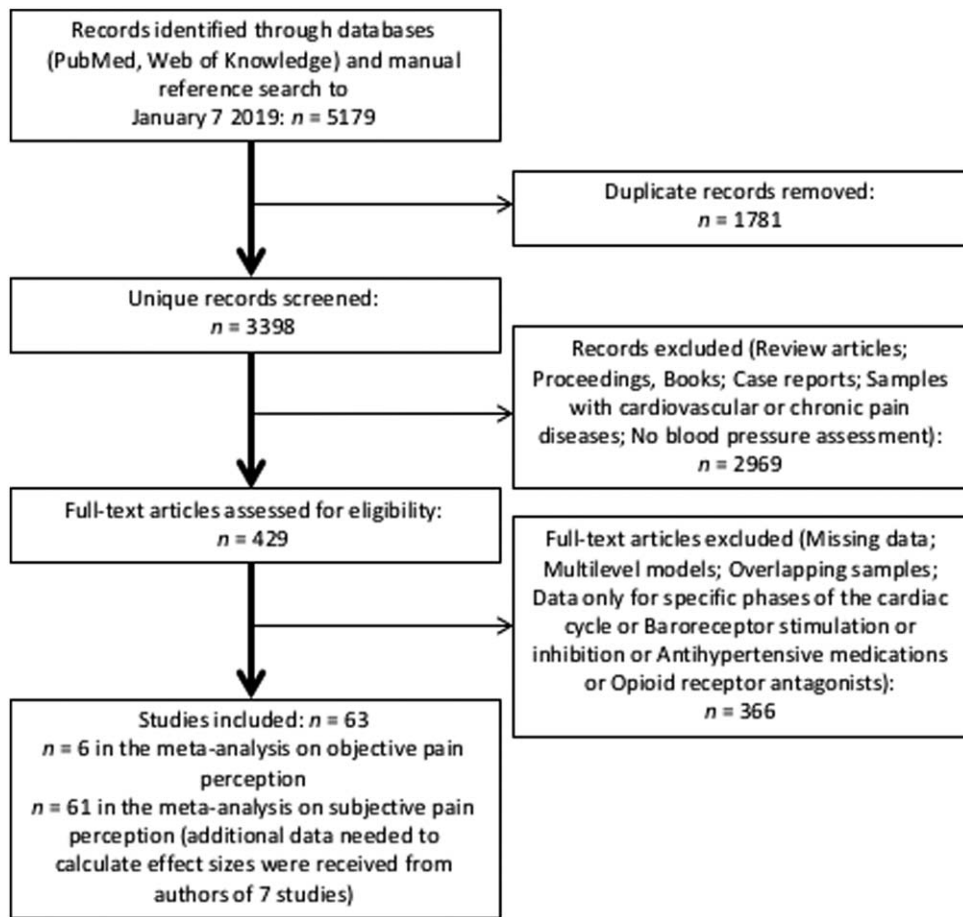 Records identified through databases
(PubMed, Web of Knowledge) and manual
reference search to
January 7 2019: n = 5179
Duplicate records removed:
n = 1781
Unique records screened:
n = 3398
Records excluded (Review articles;
Proceedings, Books; Case reports; Samples
with cardiovascular or chronic pain
diseases; No blood pressure assessment):
n = 2969
Full-text articles assessed for eligibility:
n = 429
Full-text articles excluded (Missing data;
Multilevel models; Overlapping samples;
Data only for specific phases of the cardiac
cycle or Baroreceptor stimulation or
inhibition or Antihypertensive medications
or Opioid receptor antagonists):
n = 366
Studies included: n = 63
n = 6 in the meta-analysis on objective pain
perception
n = 61 in the meta-analysis on subjective pain
perception (additional data needed to
calculate effect sizes were received from
authors of 7 studies)